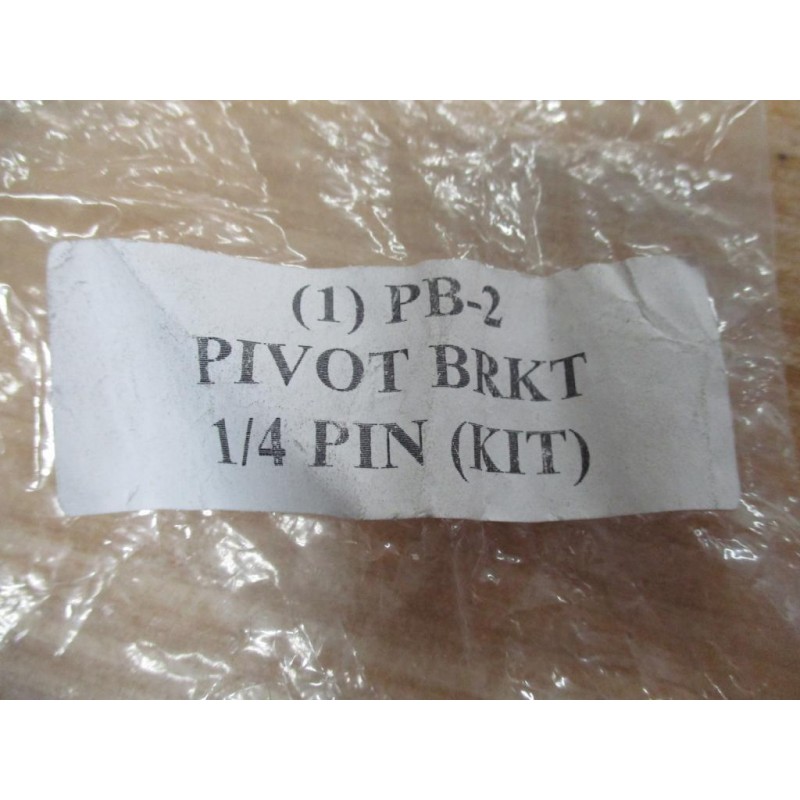 (1) PB-2
PIVOT BRKT
1/4 PIN (KIT)